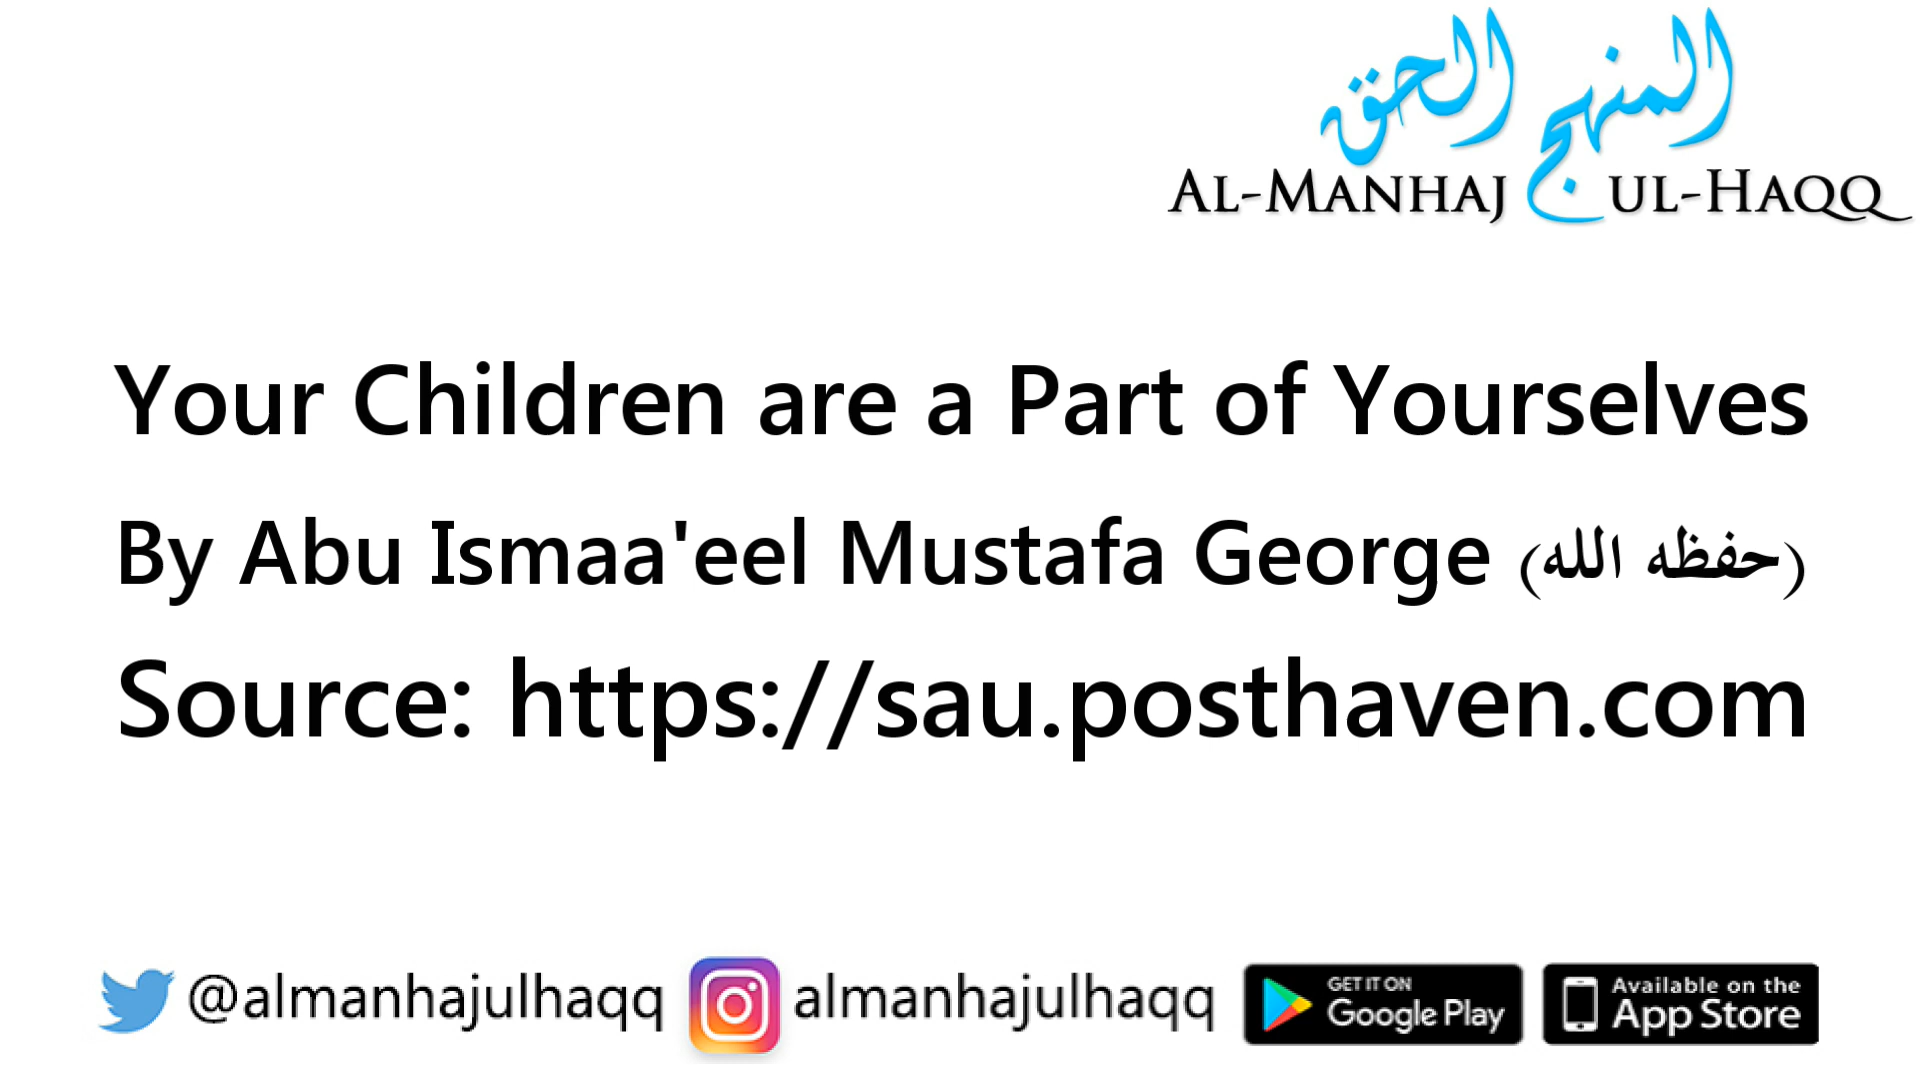 المنهج الحق
AL-MANHAJ UL-HAQQ
Your Children are a Part of Yourselves
By Abu Ismaa'eel Mustafa George (حفظه الله)
Source: https://sau.posthaven.com
@almanhajulhaqq almanhajulhaqq GET IT ON Google Play Available on the App Store